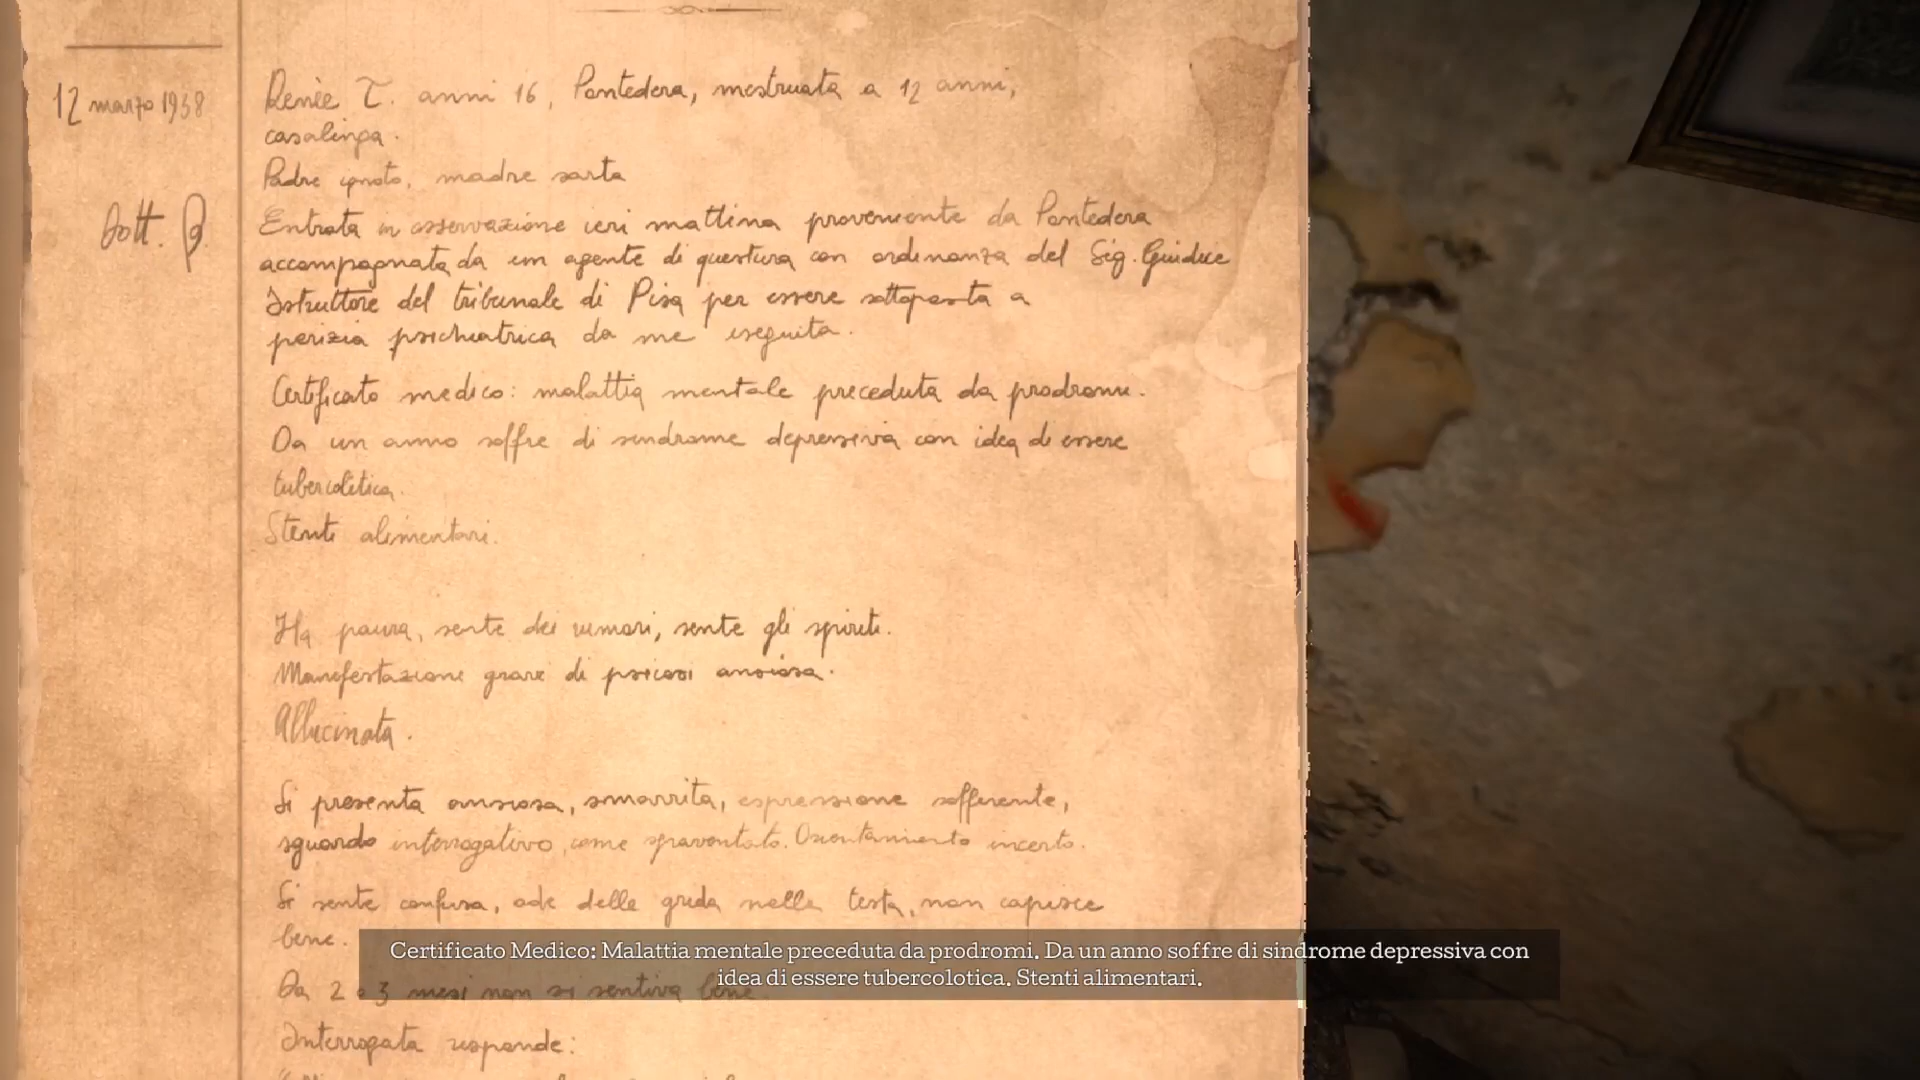 12 marzo 1938
Dott. P.
Renèe T. anni 16, Pontedera, mestruata a 12 anni,
casalinga.
Padre ignoto, madre sarta
Entrata in osservazione ieri mattina proveniente da Pontedera
accompagnata da un agente di questura con ordinanza del Sig. Giudice
Istruttore del tribunale di Pisa per essere sottoposta a
perizia psichiatrica da me eseguita.
Certificato medico: malattia mentale preceduta da prodromi.
Da un anno soffre di sindrome depressiva con idea di essere
tubercolotica.
Stenti alimentari.
Ha paura, sente dei rumori, sente gli spiriti.
Manifestazione grave di psicosi ansiosa.
Allucinata.
Si presenta ansiosa, smarrita, espressione sofferente,
sguardo interrogativo, come spaventato. Orientamento incerto.
Si sente confusa, ode delle grida nella testa, non capisce
bene.
Certificato Medico: Malattia mentale preceduta da prodromi. Da un anno soffre di sindrome depressiva con
idea di essere tubercolotica. Stenti alimentari.
Da 2 o 3 mesi non si sentiva bene.
Interrogata risponde: